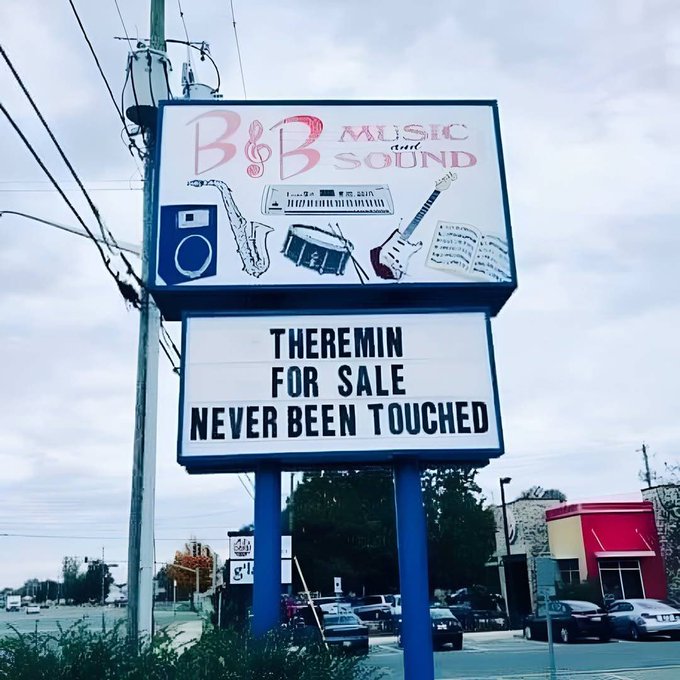 B&B MUSIC
and
SOUND
THEREMIN
FOR SALE
NEVER BEEN TOUCHED